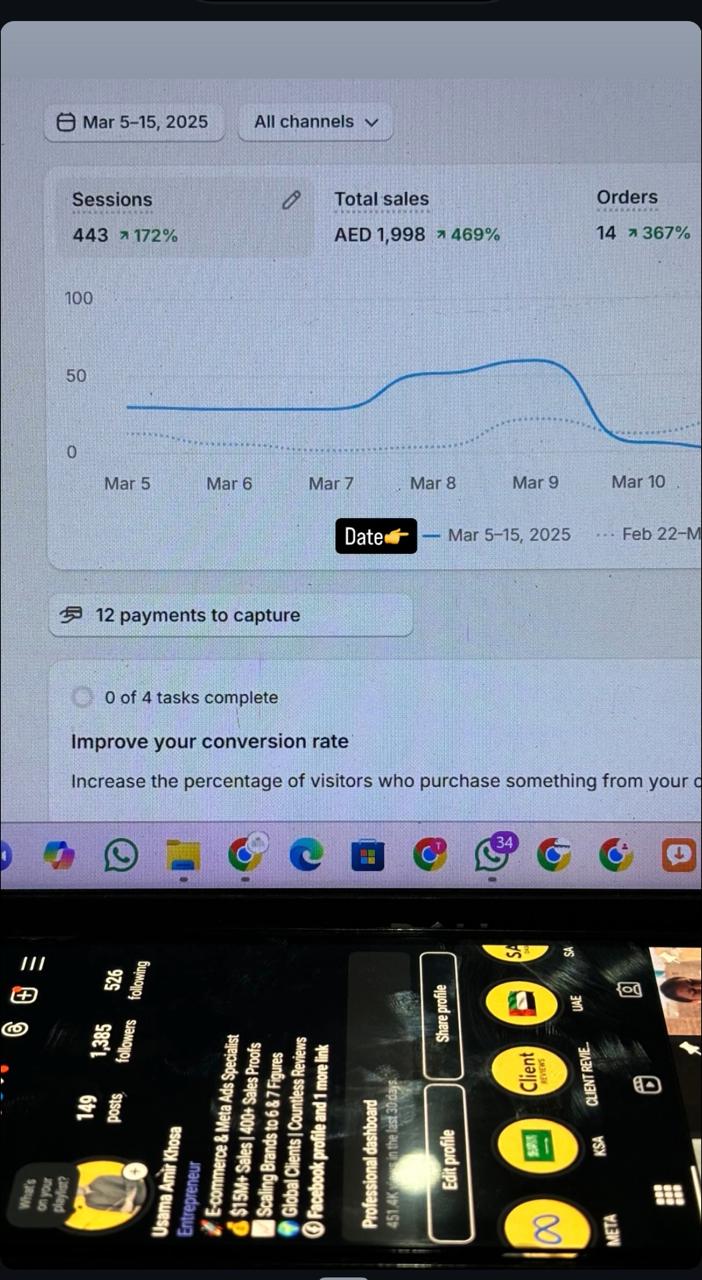 Mar 5–15, 2025
All channels
Sessions
443 172%
Total sales
AED 1,998 469%
Orders
14 367%
100
50
0
Mar 5 Mar 6 Mar 7 Mar 8 Mar 9 Mar 10
Date👉 Mar 5–15, 2025 Feb 22–M
12 payments to capture
0 of 4 tasks complete
Improve your conversion rate
Increase the percentage of visitors who purchase something from your
34
What's
on your
playlist?
149
posts
1,385
followers
526
following
Usama Amir Khosa
Entrepreneur
🚀 E-commerce & Meta Ads Specialist
💰 $15M+ Sales | 400+ Sales Proofs
Scaling Brands to 6 & 7 Figures
🌍 Global Clients | Countless Reviews
Facebook profile and 1 more link
Professional dashboard
451.4K views in the last 30 days.
Edit profile
Share profile
META
KSA
Client
REVIEWS
CLIENT REVIE...
UAE
SA
SA